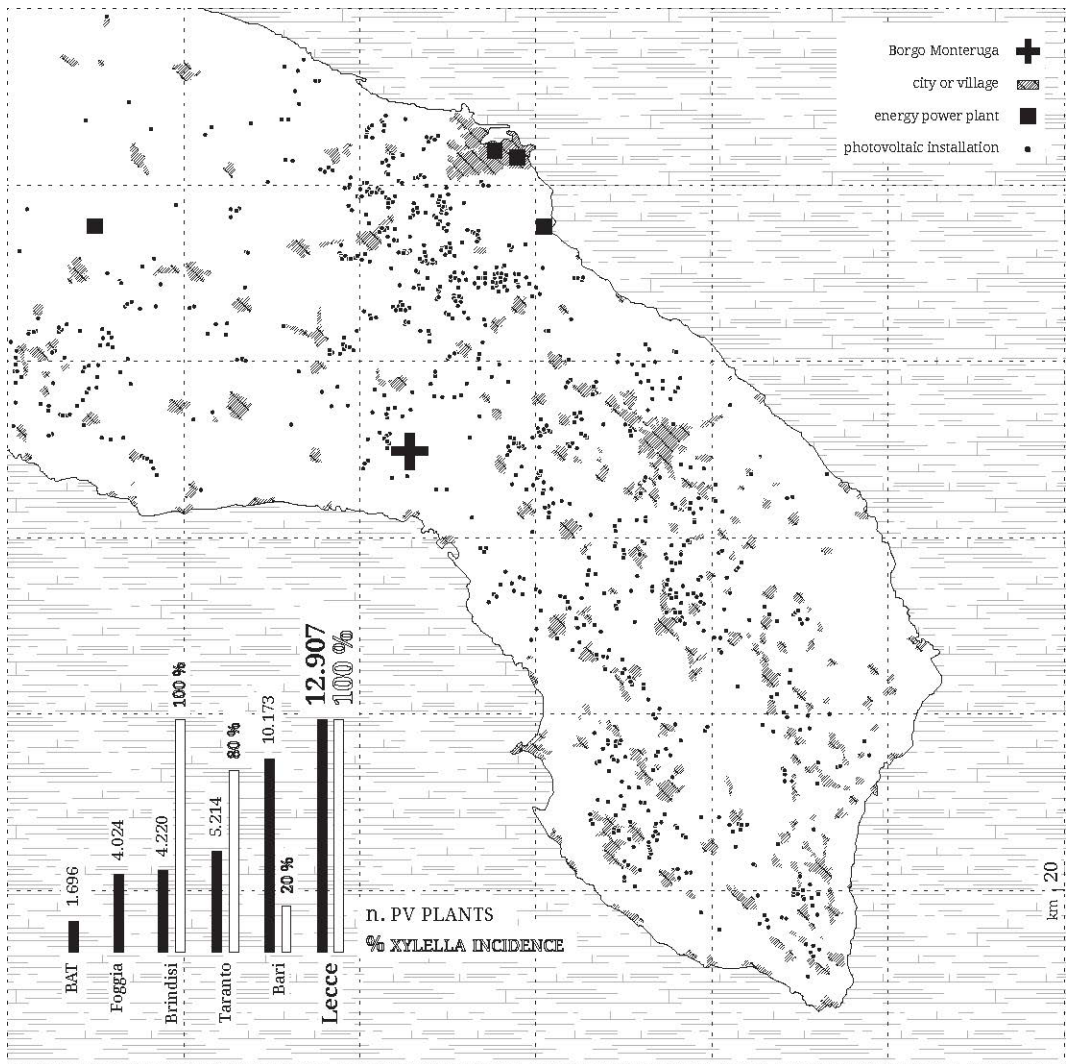 Borgo Monteruga
city or village
energy power plant
photovoltaic installation
BAT
1.696
Foggia
4.024
Brindisi
4.220
100 %
Taranto
5.214
80 %
Bari
10.173
20 %
Lecce
12.907
100 %
n. PV PLANTS
% XYLELLA INCIDENCE
km 20